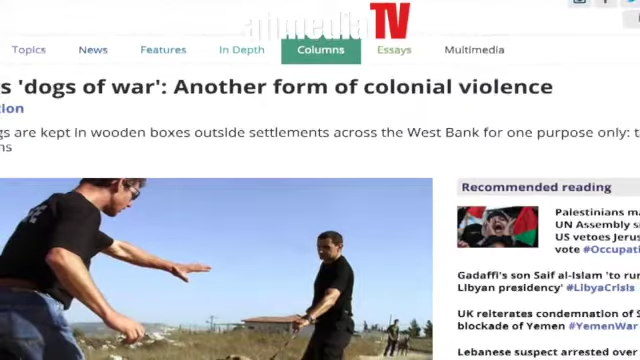 ahmediaTV
Topics News Features In Depth Columns Essays Multimedia
s 'dogs of war': Another form of colonial violence
tion
gs are kept in wooden boxes outside settlements across the West Bank for one purpose only: t
ns
Recommended reading
Palestinians ma
UN Assembly s
US vetoes Jerus
vote #Occupati
Gadaffi's son Saif al-Islam 'to ru
Libyan presidency' #LibyaCrisis
UK reiterates condemnation of S
blockade of Yemen #YemenWar
Lebanese suspect arrested over